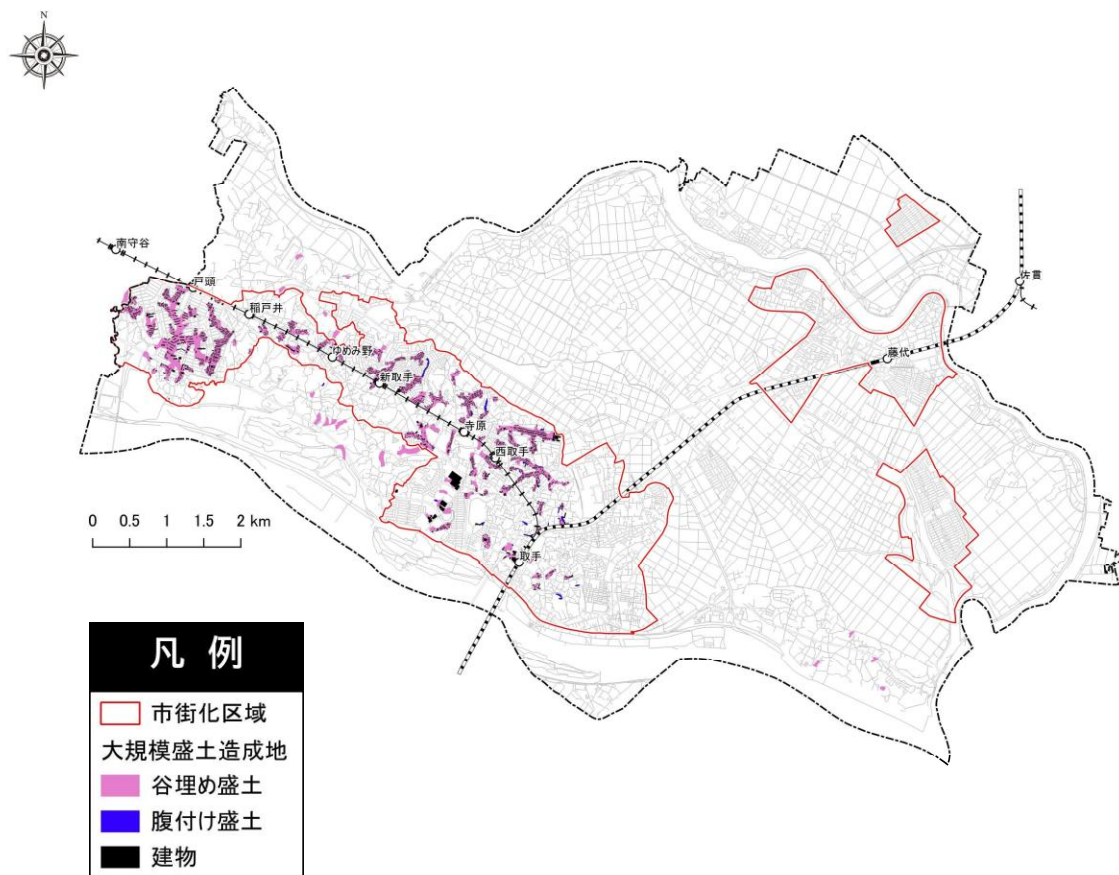 N
南守谷
戸頭
稲戸井
ゆめみ野
新取手
寺原
西取手
取手
藤代
佐貫
0 0.5 1 1.5 2 km
凡 例
市街化区域
大規模盛土造成地
谷埋め盛土
腹付け盛土
建物